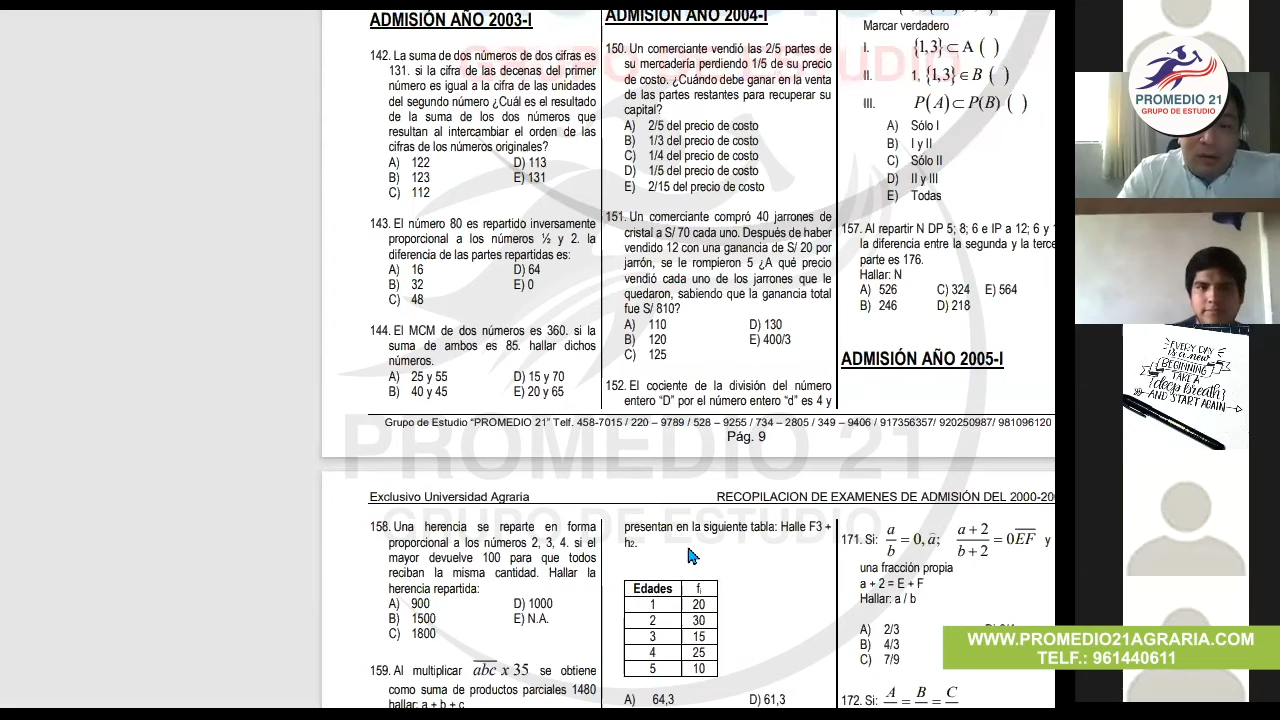 ADMISIÓN AÑO 2003-I
142. La suma de dos números de dos cifras es
131. si la cifra de las decenas del primer
número es igual a la cifra de las unidades
del segundo número ¿Cuál es el resultado
de la suma de los dos números que
resultan al intercambiar el orden de las
cifras de los números originales?
A) 122 D) 113
B) 123 E) 131
C) 112
143. El número 80 es repartido inversamente
proporcional a los números ½ y 2. la
diferencia de las partes repartidas es:
A) 16 D) 64
B) 32 E) 0
C) 48
144. El MCM de dos números es 360. si la
suma de ambos es 85. hallar dichos
números.
A) 25 y 55 D) 15 y 70
B) 40 y 45 E) 20 y 65
ADMISIÓN AÑO 2004-I
150. Un comerciante vendió las 2/5 partes de
su mercadería perdiendo 1/5 de su precio
de costo. ¿Cuándo debe ganar en la venta
de las partes restantes para recuperar su
capital?
A) 2/5 del precio de costo
B) 1/3 del precio de costo
C) 1/4 del precio de costo
D) 1/5 del precio de costo
E) 2/15 del precio de costo
151. Un comerciante compró 40 jarrones de
cristal a S/ 70 cada uno. Después de haber
vendido 12 con una ganancia de S/ 20 por
jarrón, se le rompieron 5 ¿A qué precio
vendió cada uno de los jarrones que le
quedaron, sabiendo que la ganancia total
fue S/ 810?
A) 110 D) 130
B) 120 E) 400/3
C) 125
152. El cociente de la división del número
entero “D” por el número entero “d” es 4 y
Marcar verdadero
I. {1,3} ⊂ A ( )
II. 1, {1,3} ∈ B ( )
III. P(A) ⊂ P(B) ( )
A) Sólo I
B) I y II
C) Sólo II
D) II y III
E) Todas
157. Al repartir N DP 5; 8; 6 e IP a 12; 6 y
la diferencia entre la segunda y la
parte es 176.
Hallar: N
A) 526 C) 324 E) 564
B) 246 D) 218
ADMISIÓN AÑO 2005-I
Grupo de Estudio “PROMEDIO 21” Telf. 458-7015 / 220 – 9789 / 528 – 9255 / 734 – 2805 / 349 – 9406 / 917356357/ 920250987/ 981096120
Pág. 9
PROMEDIO 21
GRUPO DE ESTUDIO
Exclusivo Universidad Agraria RECOPILACION DE EXAMENES DE ADMISIÓN DEL 2000-20
158. Una herencia se reparte en forma
proporcional a los números 2, 3, 4. si el
mayor devuelve 100 para que todos
reciban la misma cantidad. Hallar la
herencia repartida:
A) 900 D) 1000
B) 1500 E) N.A.
C) 1800
159. Al multiplicar abc x 35 se obtiene
como suma de productos parciales 1480
hallar: a + b + c
presentan en la siguiente tabla: Halle F3 +
h2.
Edades fi
1 20
2 30
3 15
4 25
5 10
A) 64,3 D) 61,3
171. Si: a/b = 0, a; a + 2/b + 2 = 0EF y
una fracción propia
a + 2 = E + F
Hallar: a / b
A) 2/3
B) 4/3
C) 7/9
172. Si: A = B = C
PROMEDIO 21
GRUPO DE ESTUDIO
EVERY DAY
is a new
{BEGINNING}
TAKE A
{deep breath}
AND START AGAIN
WWW.PROMEDIO21AGRARIA.COM
TELF.: 961440611